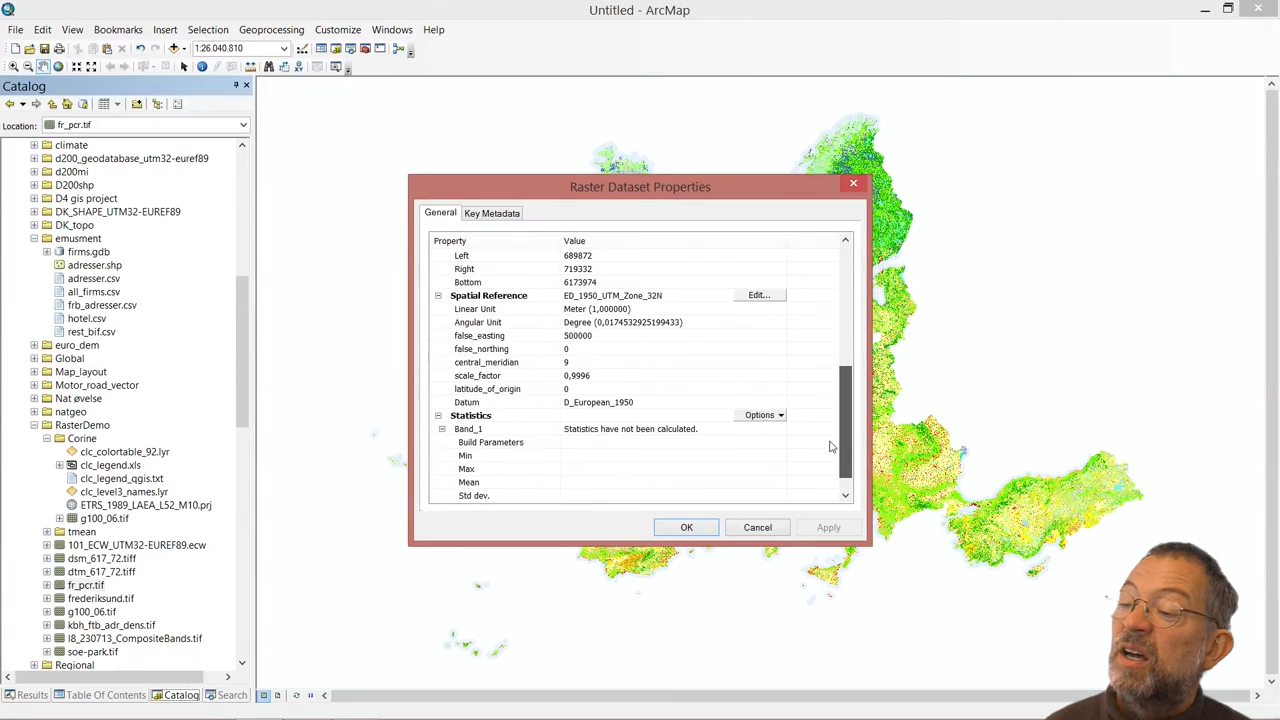 Untitled - ArcMap
File Edit View Bookmarks Insert Selection Geoprocessing Customize Windows Help
1:26.040.810
Catalog
Location: fr_pcr.tif
climate
d200_geodatabase_utm32-euref89
d200mi
D200shp
D4 gis project
DK_SHAPE_UTM32-EUREF89
DK_topo
emusment
firms.gdb
adresser.shp
adresser.csv
all_firms.csv
frb_adresser.csv
hotel.csv
rest_bif.csv
euro_dem
Global
Map_layout
Motor_road_vector
Nat øvelse
natgeo
RasterDemo
Corine
clc_colortable_92.lyr
clc_legend.xls
clc_legend_qgis.txt
clc_level3_names.lyr
ETRS_1989_LAEA_L52_M10.prj
g100_06.tif
tmean
101_ECW_UTM32-EUREF89.ecw
dsm_617_72.tiff
dtm_617_72.tiff
fr_pcr.tif
frederiksund.tif
g100_06.tif
kbh_ftb_adr_dens.tif
l8_230713_CompositeBands.tif
soe-park.tif
Regional
Results Table Of Contents Catalog Search
Raster Dataset Properties
General Key Metadata
Property Value
Left 689872
Right 719332
Bottom 6173974
Spatial Reference ED_1950_UTM_Zone_32N Edit...
Linear Unit Meter (1,000000)
Angular Unit Degree (0,0174532925199433)
false_easting 500000
false_northing 0
central_meridian 9
scale_factor 0,9996
latitude_of_origin 0
Datum D_European_1950
Statistics Options
Band_1 Statistics have not been calculated.
Build Parameters
Min
Max
Mean
Std dev.
OK Cancel Apply